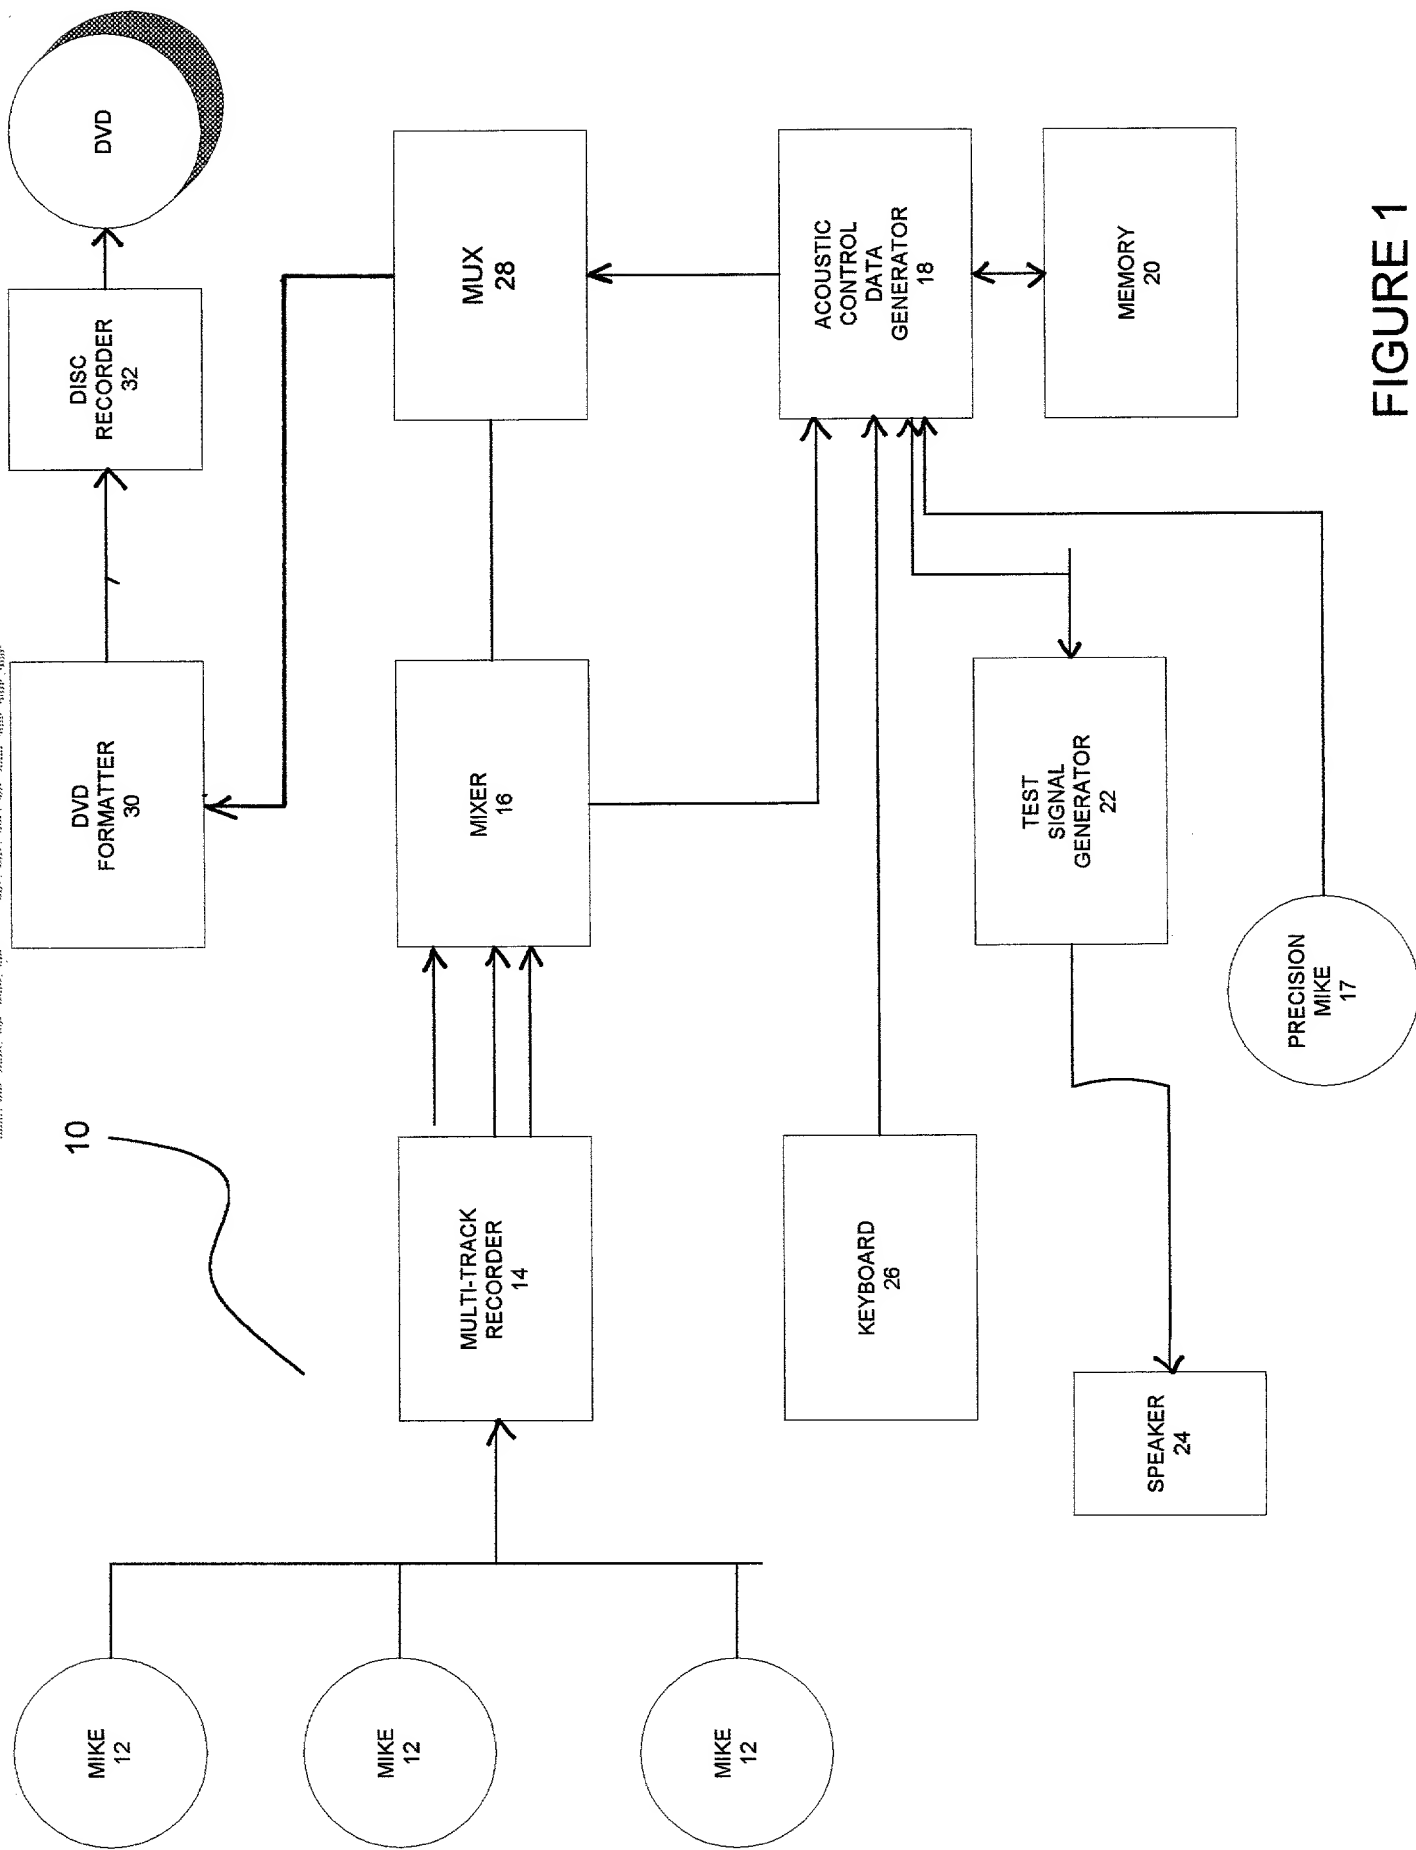 10
MIKE
12
MIKE
12
MIKE
12
MULTI-TRACK
RECORDER
14
MIXER
16
MUX
28
DVD
FORMATTER
30
DISC
RECORDER
32
DVD
KEYBOARD
26
ACOUSTIC
CONTROL
DATA
GENERATOR
18
MEMORY
20
TEST
SIGNAL
GENERATOR
22
SPEAKER
24
PRECISION
MIKE
17
FIGURE 1